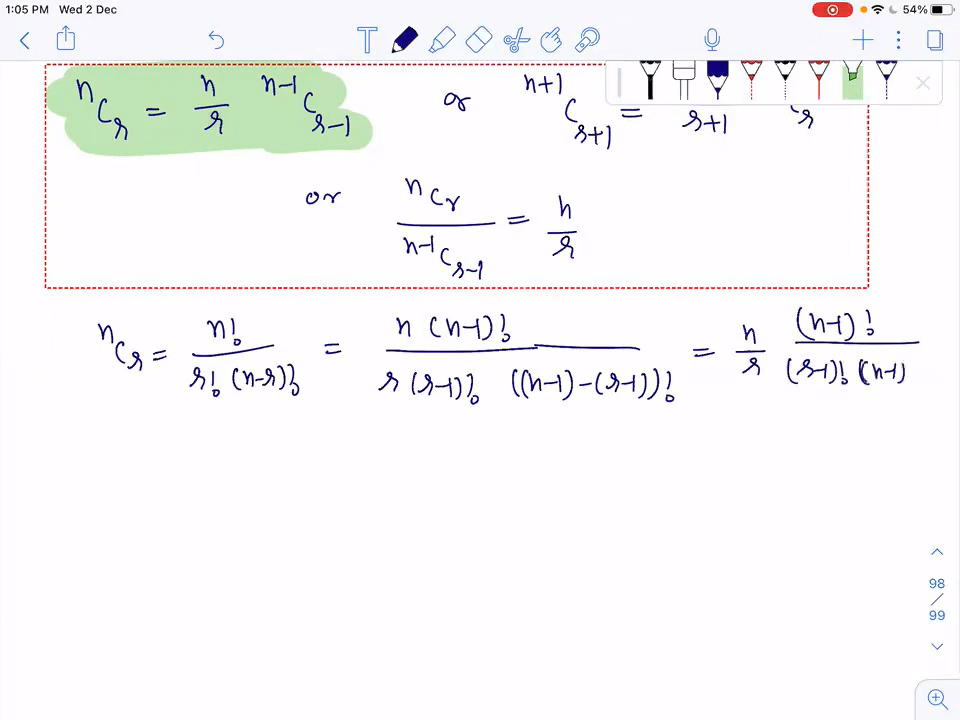 1:05 PM Wed 2 Dec 54%
T
ⁿCᵣ = n/r ⁿ⁻¹Cᵣ₋₁ or ⁿ⁺¹Cᵣ₊₁ = /r+1 Cᵣ
or ⁿCᵣ / ⁿ⁻¹Cᵣ₋₁ = n/r
ⁿCᵣ = n! / r! (n-r)! = n (n-1)! / r (r-1)! ((n-1)-(r-1))! = n/r (n-1)! / (r-1)! ((n-1)
98
/
99